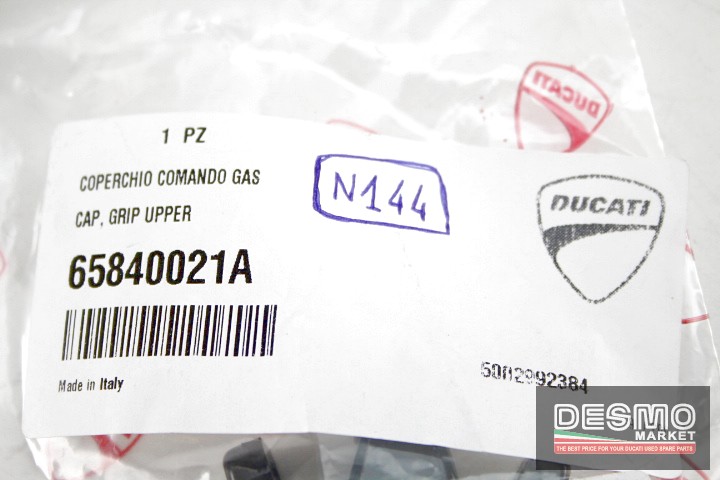 DUCATI
1 PZ
COPERCHIO COMANDO GAS
CAP, GRIP UPPER
N144
DUCATI
65840021A
Made in Italy
DESMO
MARKET
THE BEST PRICE FOR YOUR DUCATI USED SPARE PARTS